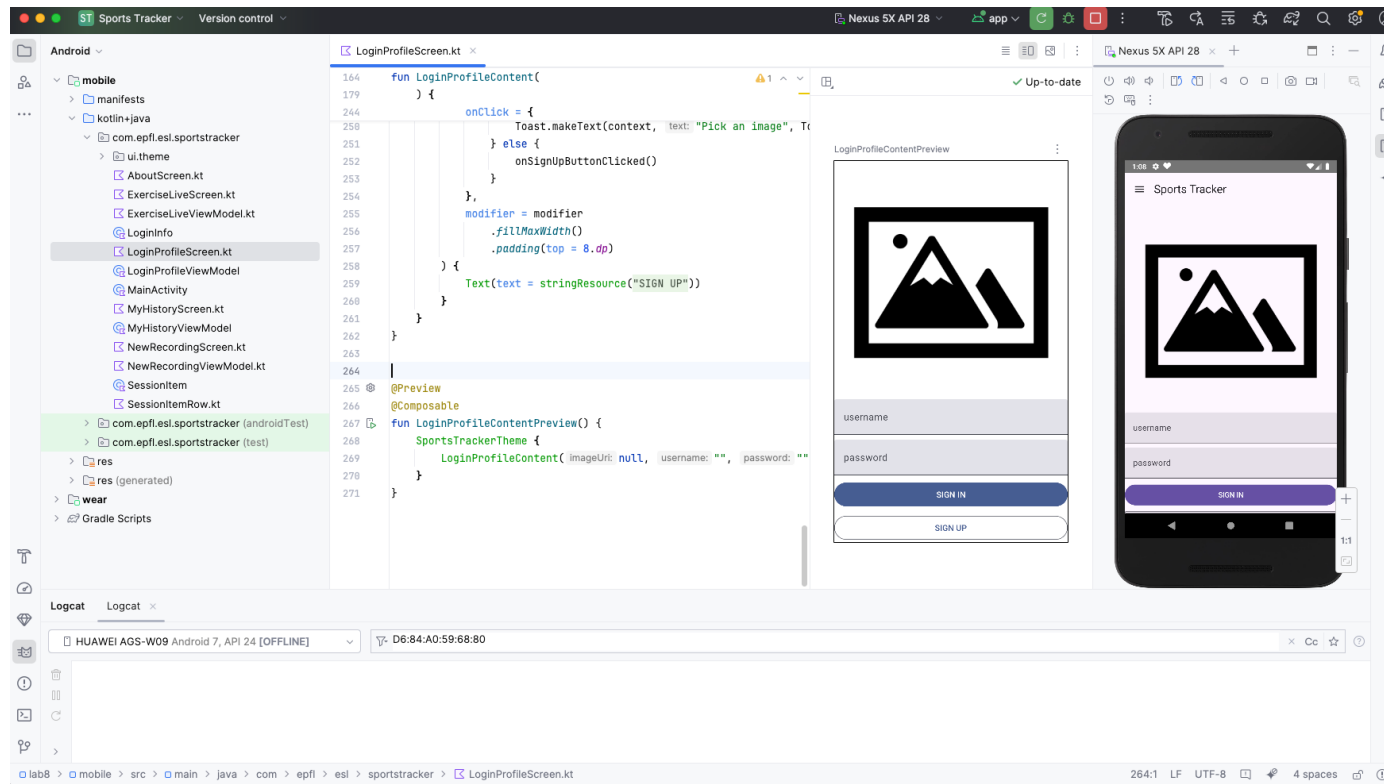 ST Sports Tracker Version control Nexus 5X API 28 app
Android
mobile
manifests
kotlin+java
com.epfl.esl.sportstracker
ui.theme
AboutScreen.kt
ExerciseLiveScreen.kt
ExerciseLiveViewModel.kt
LoginInfo
LoginProfileScreen.kt
LoginProfileViewModel
MainActivity
MyHistoryScreen.kt
MyHistoryViewModel
NewRecordingScreen.kt
NewRecordingViewModel.kt
SessionItem
SessionItemRow.kt
com.epfl.esl.sportstracker (androidTest)
com.epfl.esl.sportstracker (test)
res
res (generated)
wear
Gradle Scripts
LoginProfileScreen.kt
164 fun LoginProfileContent(
179 ) {
244 onClick = {
250 Toast.makeText(context, text: "Pick an image", To
251 } else {
252 onSignUpButtonClicked()
253 }
254 },
255 modifier = modifier
256 .fillMaxWidth()
257 .padding(top = 8.dp)
258 ) {
259 Text(text = stringResource("SIGN UP"))
260 }
261 }
262 }
263
264
265 @Preview
266 @Composable
267 fun LoginProfileContentPreview() {
268 SportsTrackerTheme {
269 LoginProfileContent( imageUri: null, username: "", password: ""
270 }
271 }
1
Up-to-date
LoginProfileContentPreview
username
password
SIGN IN
SIGN UP
Nexus 5X API 28
1:08
Sports Tracker
username
password
SIGN IN
1:1
Logcat Logcat
HUAWEI AGS-W09 Android 7, API 24 [OFFLINE]
D6:84:A0:59:68:80
Cc
lab8 > mobile > src > main > java > com > epfl > esl > sportstracker > LoginProfileScreen.kt
264:1 LF UTF-8 4 spaces